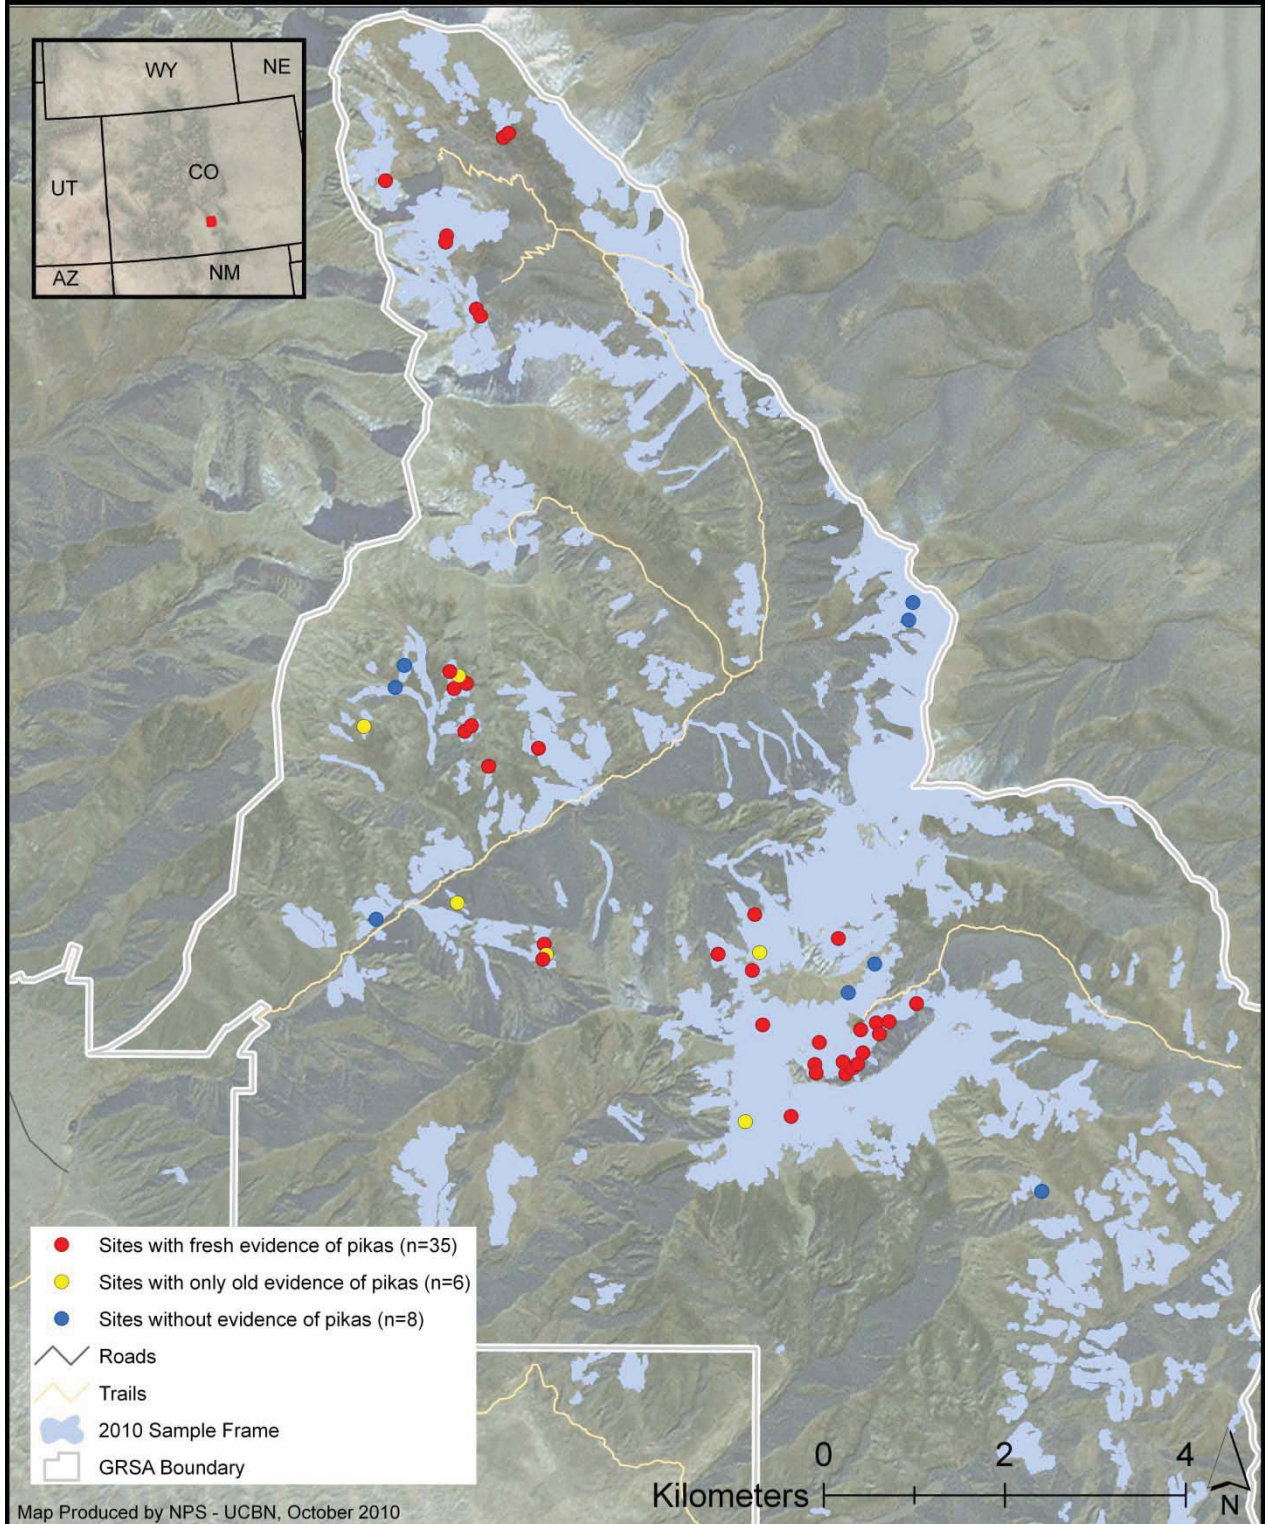 WY
NE
CO
UT
AZ
NM
Sites with fresh evidence of pikas (n=35)
Sites with only old evidence of pikas (n=6)
Sites without evidence of pikas (n=8)
Roads
Trails
2010 Sample Frame
GRSA Boundary
0 2 4
Kilometers
N
Map Produced by NPS - UCBN, October 2010